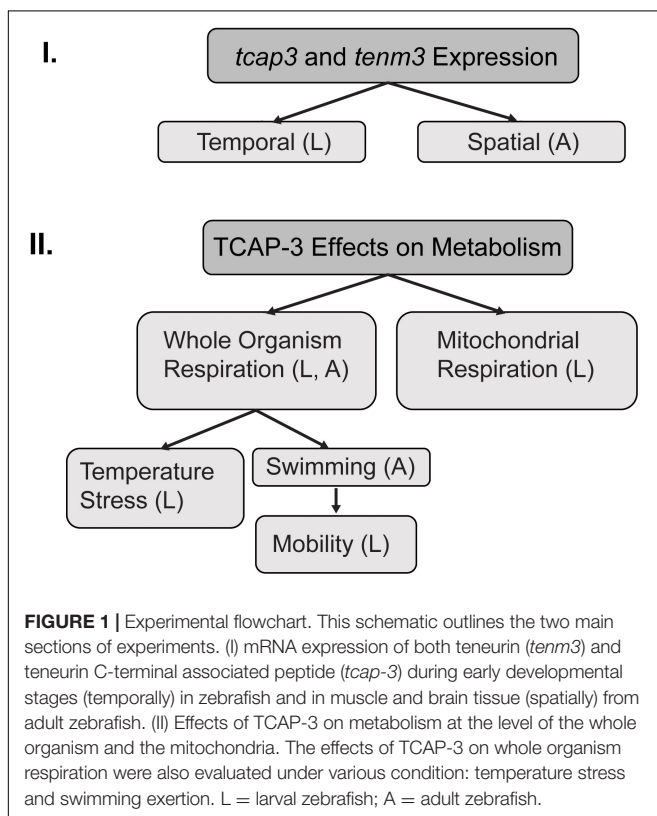 I.
tcap3 and tenm3 Expression
Temporal (L)
Spatial (A)
II.
TCAP-3 Effects on Metabolism
Whole Organism
Respiration (L, A)
Mitochondrial
Respiration (L)
Temperature
Stress (L)
Swimming (A)
Mobility (L)
FIGURE 1 | Experimental flowchart. This schematic outlines the two main
sections of experiments. (I) mRNA expression of both teneurin (tenm3) and
teneurin C-terminal associated peptide (tcap-3) during early developmental
stages (temporally) in zebrafish and in muscle and brain tissue (spatially) from
adult zebrafish. (II) Effects of TCAP-3 on metabolism at the level of the whole
organism and the mitochondria. The effects of TCAP-3 on whole organism
respiration were also evaluated under various condition: temperature stress
and swimming exertion. L = larval zebrafish; A = adult zebrafish.